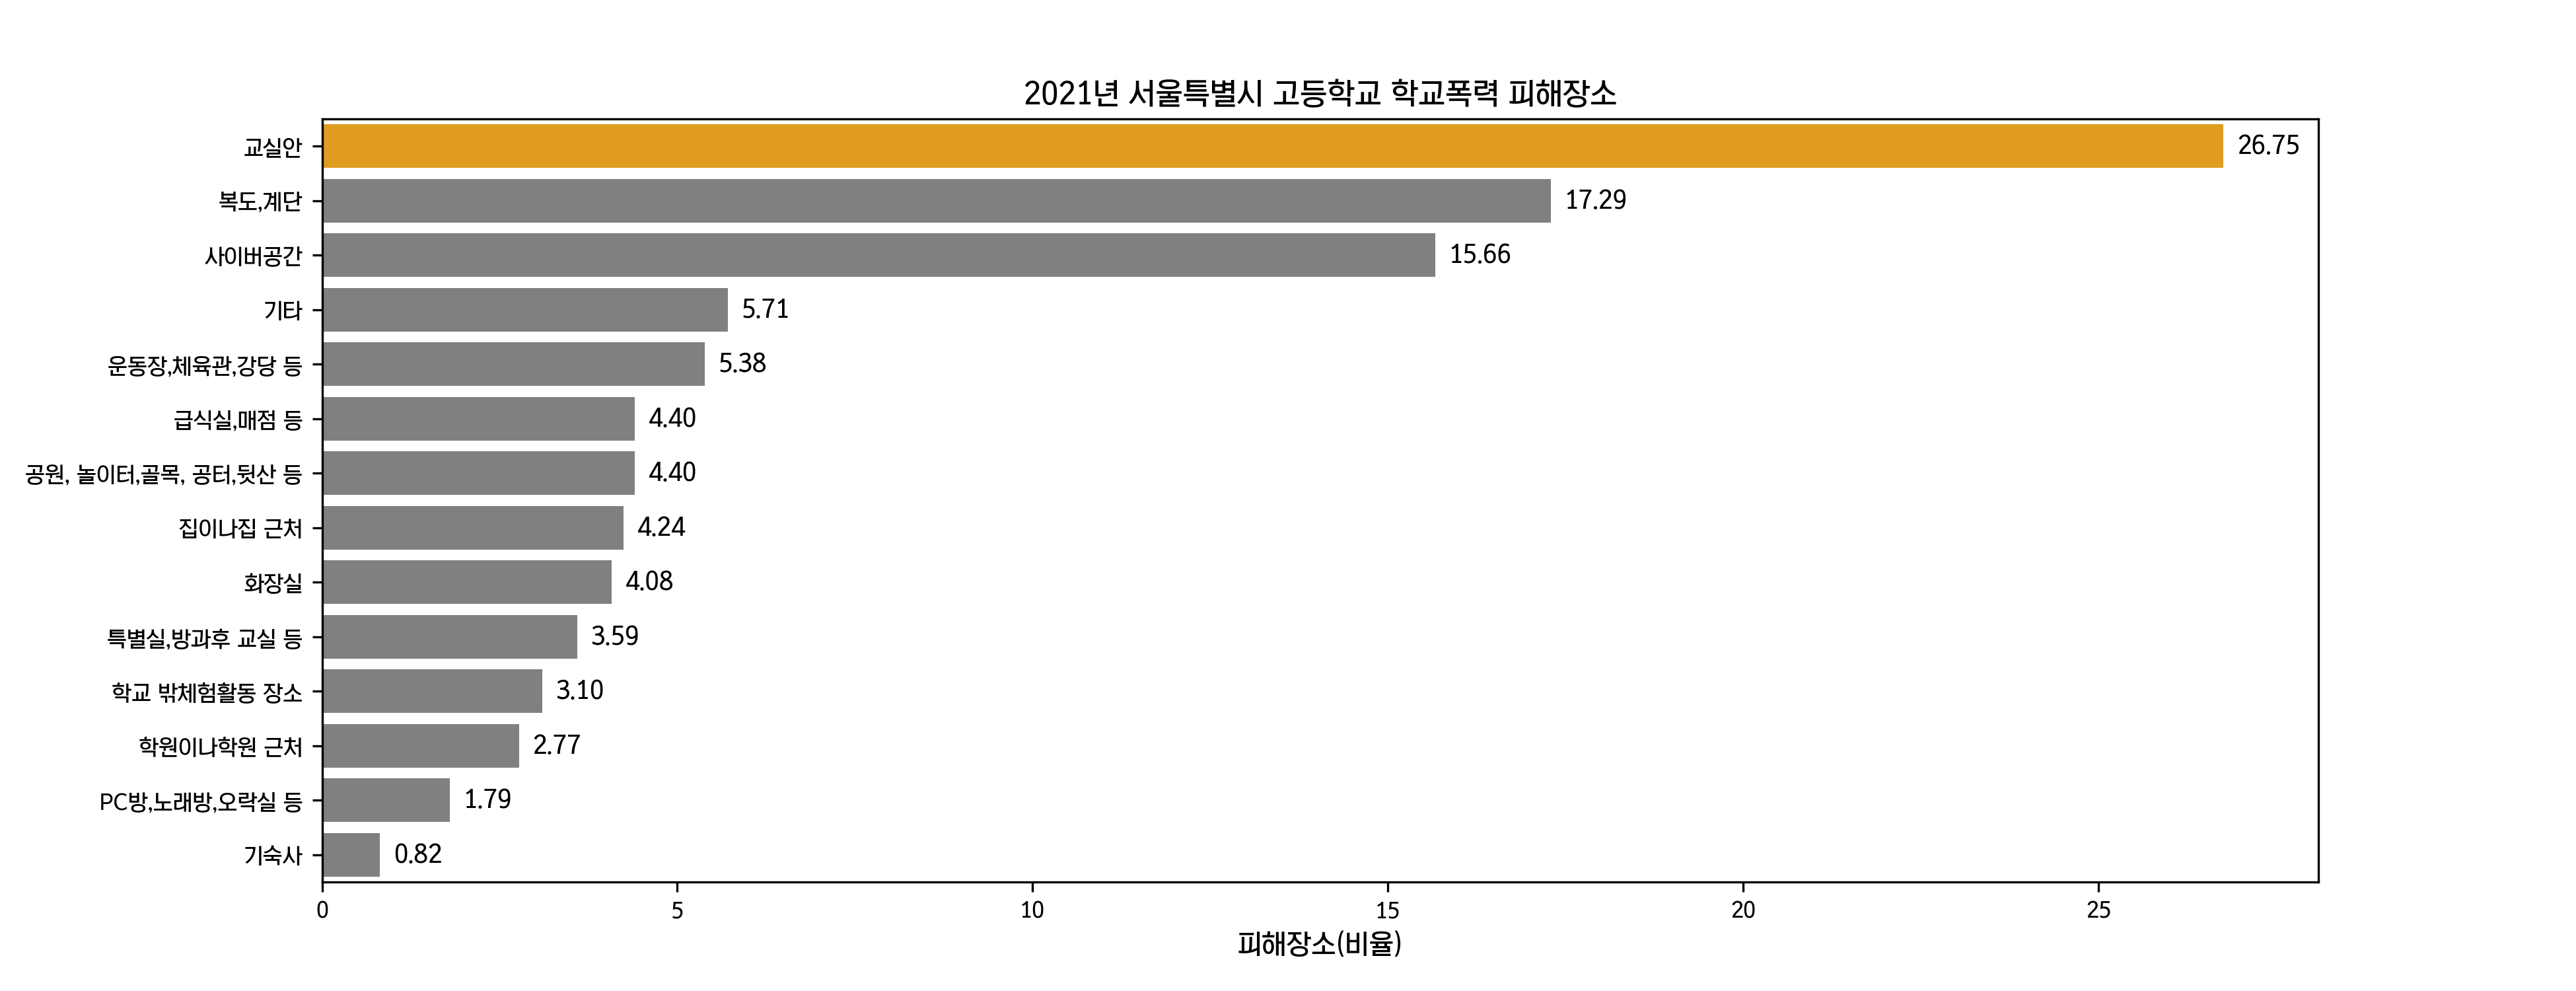 2021년 서울특별시 고등학교 학교폭력 피해장소
교실안 26.75
복도,계단 17.29
사이버공간 15.66
기타 5.71
운동장,체육관,강당 등 5.38
급식실,매점 등 4.40
공원, 놀이터,골목, 공터,뒷산 등 4.40
집이나집 근처 4.24
화장실 4.08
특별실,방과후 교실 등 3.59
학교 밖체험활동 장소 3.10
학원이나학원 근처 2.77
PC방,노래방,오락실 등 1.79
기숙사 0.82
0 5 10 15 20 25
피해장소(비율)